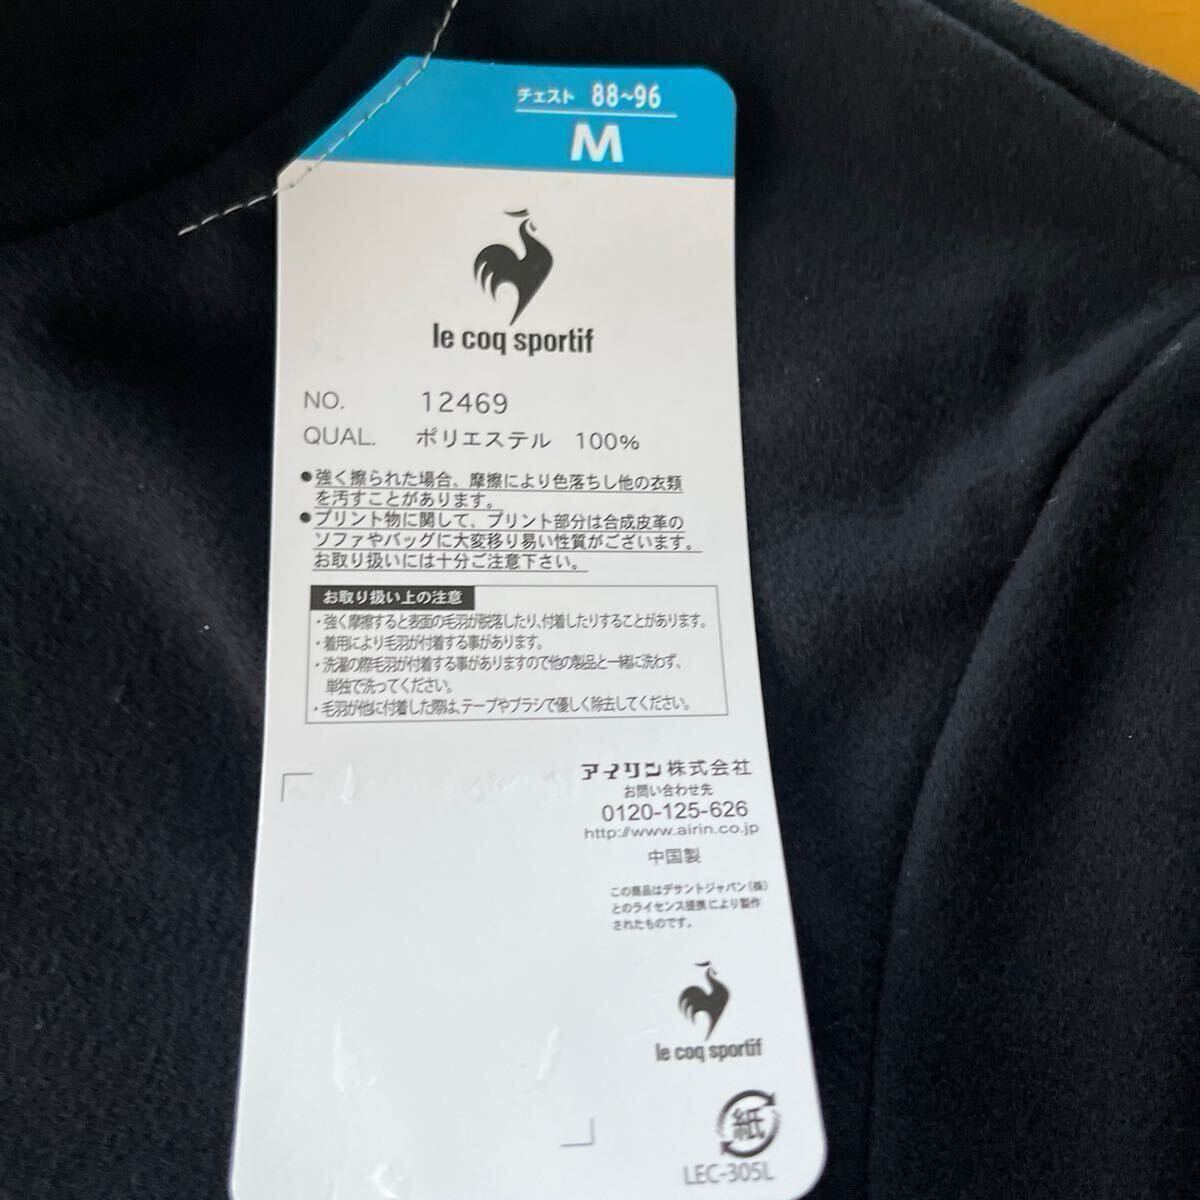 チェスト 88~96
M
le coq sportif
NO. 12469
QUAL. ポリエステル 100%
●強く擦られた場合、摩擦により色落ちし他の衣類
を汚すことがあります。
●プリント物に関して、プリント部分は合成皮革の
ソファやバッグに大変移り易い性質がございます。
お取り扱いには十分ご注意下さい。
お取り扱い上の注意
・強く摩擦すると表面の毛羽が脱落したり、付着したりすることがあります。
・着用により毛羽が付着する事があります。
・洗濯の際毛羽が付着する事がありますので他の製品と一緒に洗わず、
単独で洗ってください。
・毛羽が他に付着した際は、テープやブラシで優しく除去してください。
アイリン株式会社
お問い合わせ先
0120-125-626
http://www.airin.co.jp
中国製
この商品はデサントジャパン(株)
とのライセンス提携により製作
されたものです。
le coq sportif
紙
LEC-305L